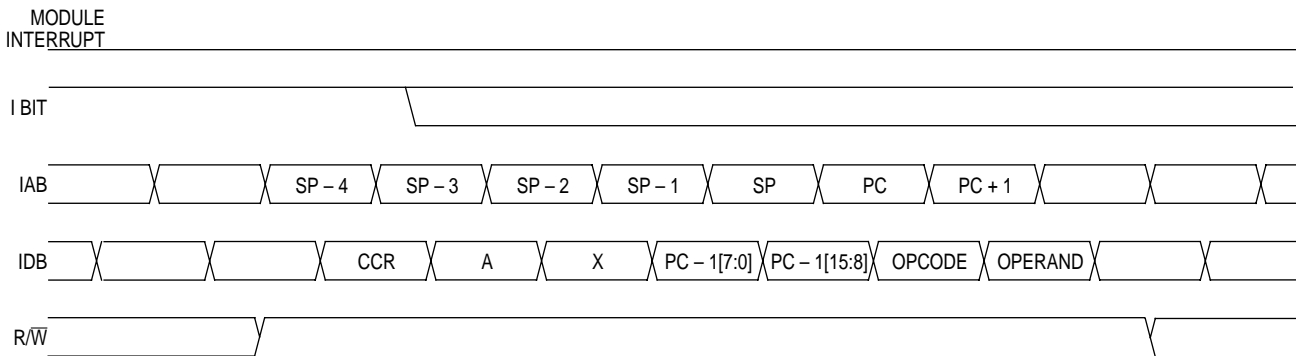 MODULE
INTERRUPT
I BIT
IAB SP – 4 SP – 3 SP – 2 SP – 1 SP PC PC + 1
IDB CCR A X PC – 1[7:0] PC – 1[15:8] OPCODE OPERAND
R/W̅